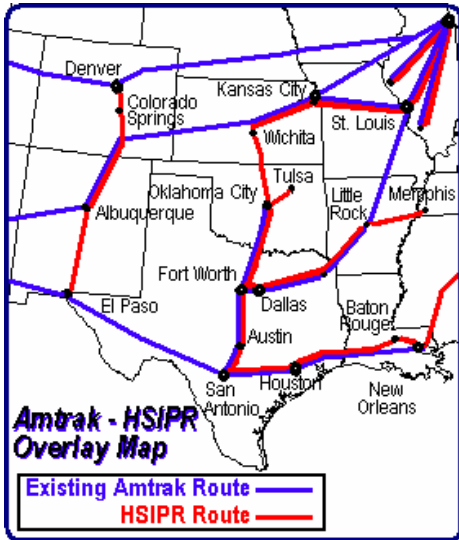 Denver
Colorado
Springs
Kansas City
St. Louis
Wichita
Tulsa
Oklahoma City
Little
Rock
Memphis
Albuquerque
Fort Worth
Dallas
El Paso
Baton
Rouge
Austin
San
Antonio
Houston
New
Orleans
Amtrak - HSIPR
Overlay Map
Existing Amtrak Route
HSIPR Route